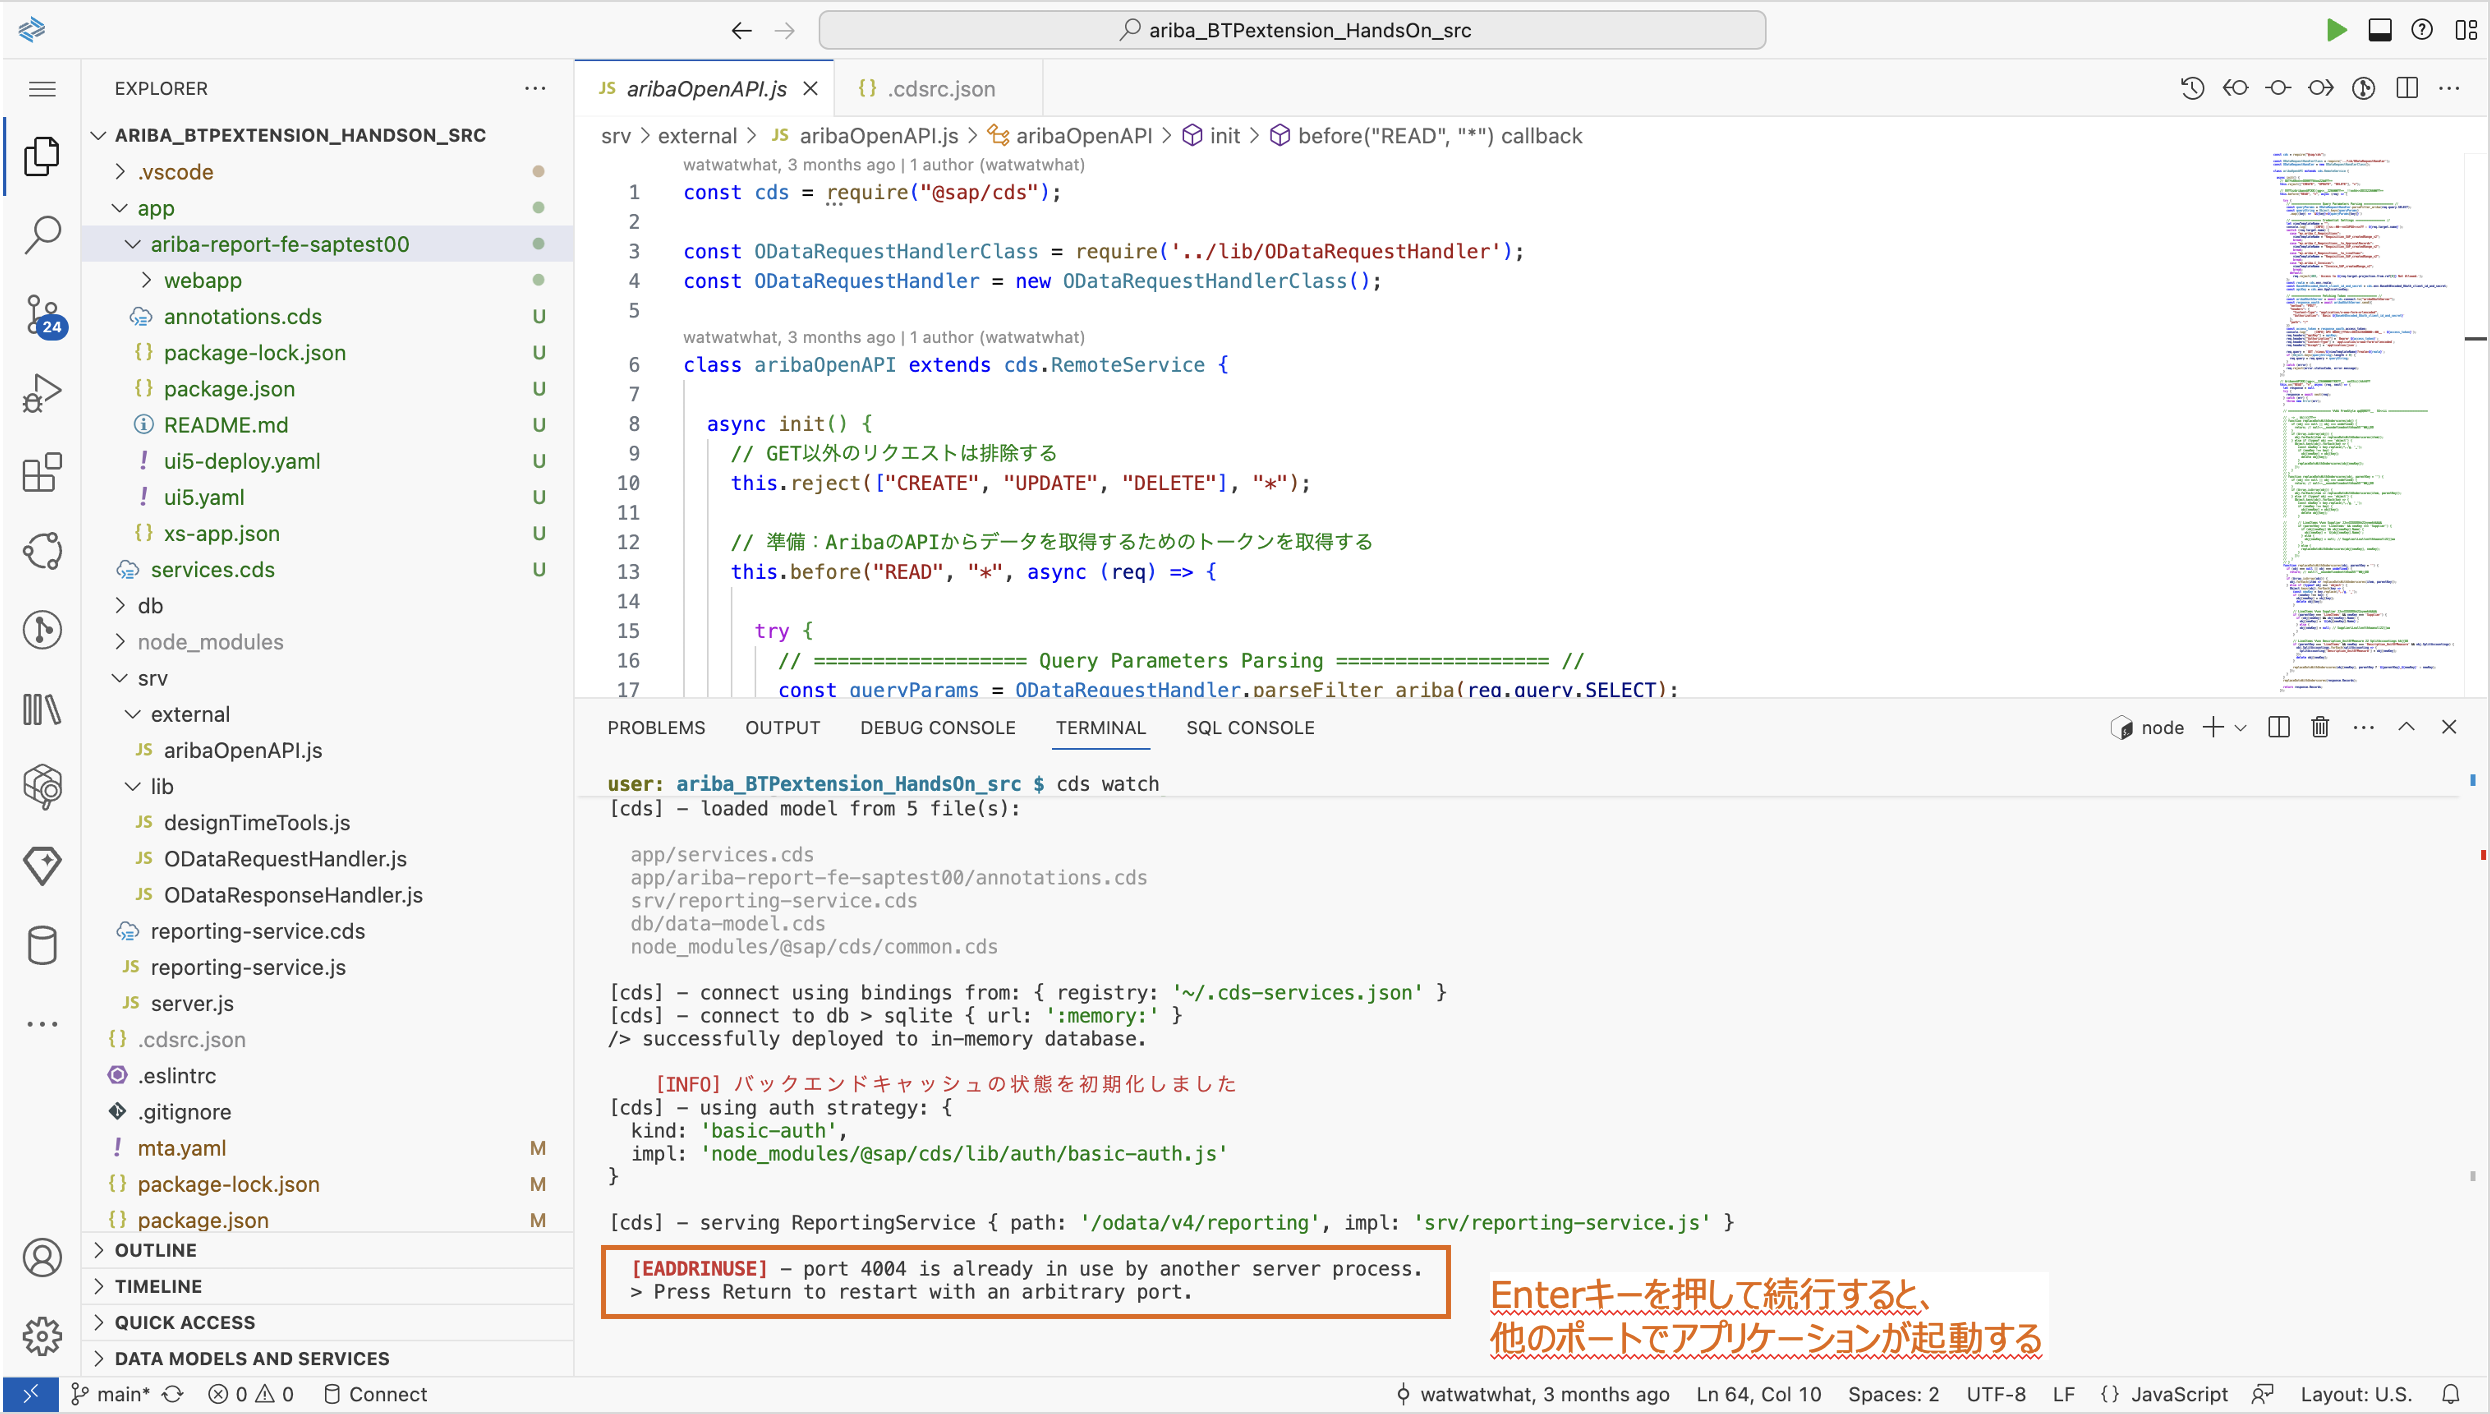 ariba_BTPextension_HandsOn_src
EXPLORER
ARIBA_BTPEXTENSION_HANDSON_SRC
.vscode
app
ariba-report-fe-saptest00
webapp
annotations.cds U
package-lock.json U
package.json U
README.md U
ui5-deploy.yaml U
ui5.yaml U
xs-app.json U
services.cds U
db
node_modules
srv
external
JS aribaOpenAPI.js
lib
JS designTimeTools.js
JS ODataRequestHandler.js
JS ODataResponseHandler.js
reporting-service.cds
JS reporting-service.js
JS server.js
{} .cdsrc.json
.eslintrc
.gitignore
! mta.yaml M
{} package-lock.json M
{} package.json M
OUTLINE
TIMELINE
QUICK ACCESS
DATA MODELS AND SERVICES
24
JS aribaOpenAPI.js
{} .cdsrc.json
srv > external > JS aribaOpenAPI.js > aribaOpenAPI > init > before("READ", "*") callback
watwatwhat, 3 months ago | 1 author (watwatwhat)
1 const cds = require("@sap/cds");
2
3 const ODataRequestHandlerClass = require('../lib/ODataRequestHandler');
4 const ODataRequestHandler = new ODataRequestHandlerClass();
5
watwatwhat, 3 months ago | 1 author (watwatwhat)
6 class aribaOpenAPI extends cds.RemoteService {
7
8 async init() {
9 // GET以外のリクエストは排除する
10 this.reject(["CREATE", "UPDATE", "DELETE"], "*");
11
12 // 準備：AribaのAPIからデータを取得するためのトークンを取得する
13 this.before("READ", "*", async (req) => {
14
15 try {
16 // ================== Query Parameters Parsing ================== //
17 const queryParams = ODataRequestHandler.parseFilter_ariba(req.query.SELECT);
PROBLEMS OUTPUT DEBUG CONSOLE TERMINAL SQL CONSOLE
node
user: ariba_BTPextension_HandsOn_src $ cds watch
[cds] - loaded model from 5 file(s):
app/services.cds
app/ariba-report-fe-saptest00/annotations.cds
srv/reporting-service.cds
db/data-model.cds
node_modules/@sap/cds/common.cds
[cds] - connect using bindings from: { registry: '~/.cds-services.json' }
[cds] - connect to db > sqlite { url: ':memory:' }
/> successfully deployed to in-memory database.
[INFO] バックエンドキャッシュの状態を初期化しました
[cds] - using auth strategy: {
kind: 'basic-auth',
impl: 'node_modules/@sap/cds/lib/auth/basic-auth.js'
}
[cds] - serving ReportingService { path: '/odata/v4/reporting', impl: 'srv/reporting-service.js' }
[EADDRINUSE] - port 4004 is already in use by another server process.
> Press Return to restart with an arbitrary port.
Enterキーを押して続行すると、
他のポートでアプリケーションが起動する
main* 0 0 Connect
watwatwhat, 3 months ago Ln 64, Col 10 Spaces: 2 UTF-8 LF {} JavaScript Layout: U.S.